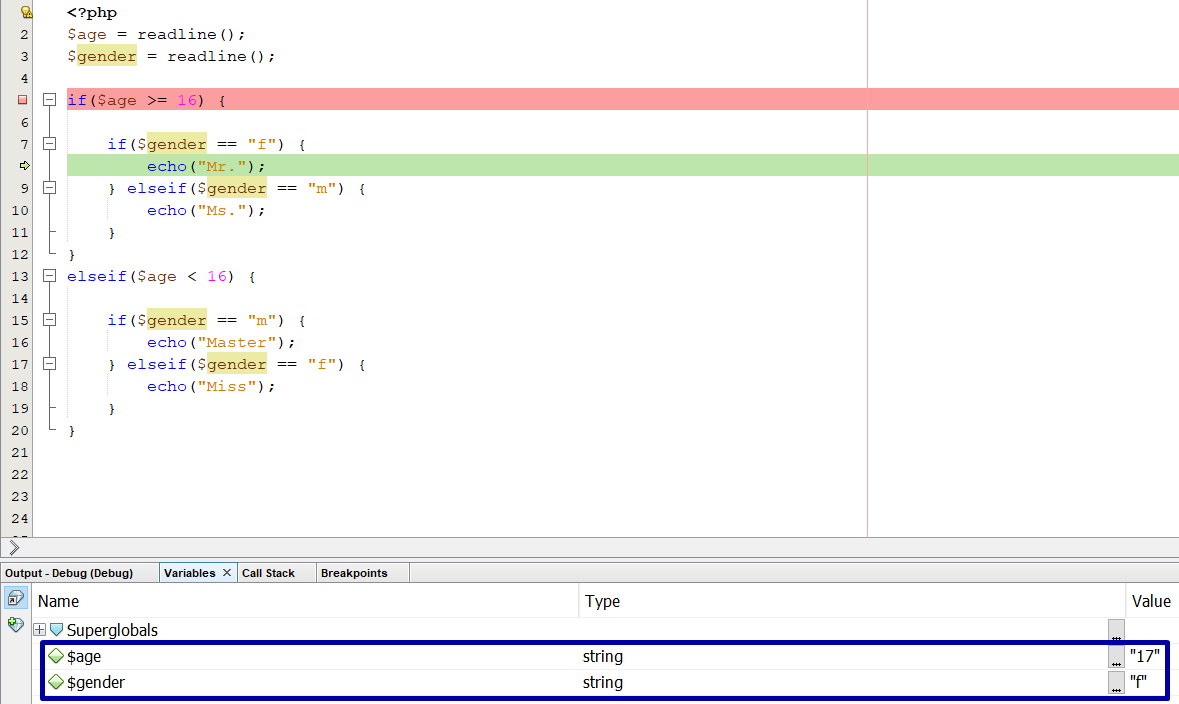 <?php
2 $age = readline();
3 $gender = readline();
4
if($age >= 16) {
6
7 if($gender == "f") {
echo("Mr.");
9 } elseif($gender == "m") {
10 echo("Ms.");
11 }
12 }
13 elseif($age < 16) {
14
15 if($gender == "m") {
16 echo("Master");
17 } elseif($gender == "f") {
18 echo("Miss");
19 }
20 }
21
22
23
24
Output - Debug (Debug) Variables × Call Stack Breakpoints
Name Type Value
Superglobals ...
$age string ... "17"
$gender string ... "f"